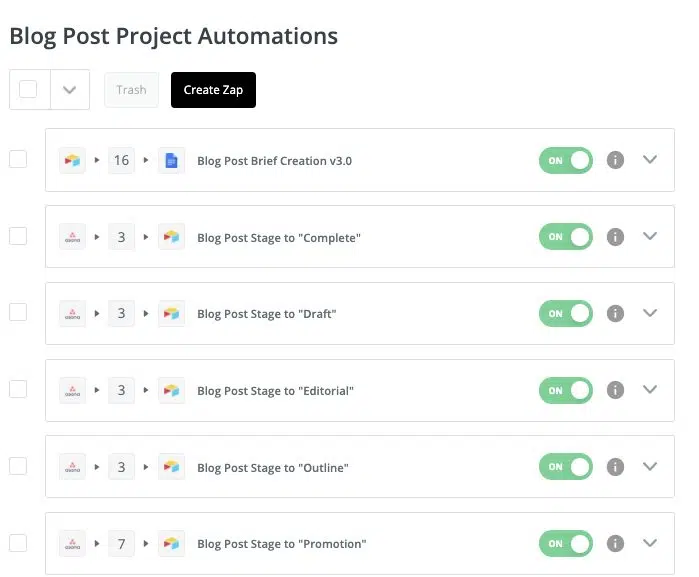 Blog Post Project Automations
Trash
Create Zap
16 Blog Post Brief Creation v3.0 ON
asana 3 Blog Post Stage to "Complete" ON
asana 3 Blog Post Stage to "Draft" ON
asana 3 Blog Post Stage to "Editorial" ON
asana 3 Blog Post Stage to "Outline" ON
asana 7 Blog Post Stage to "Promotion" ON